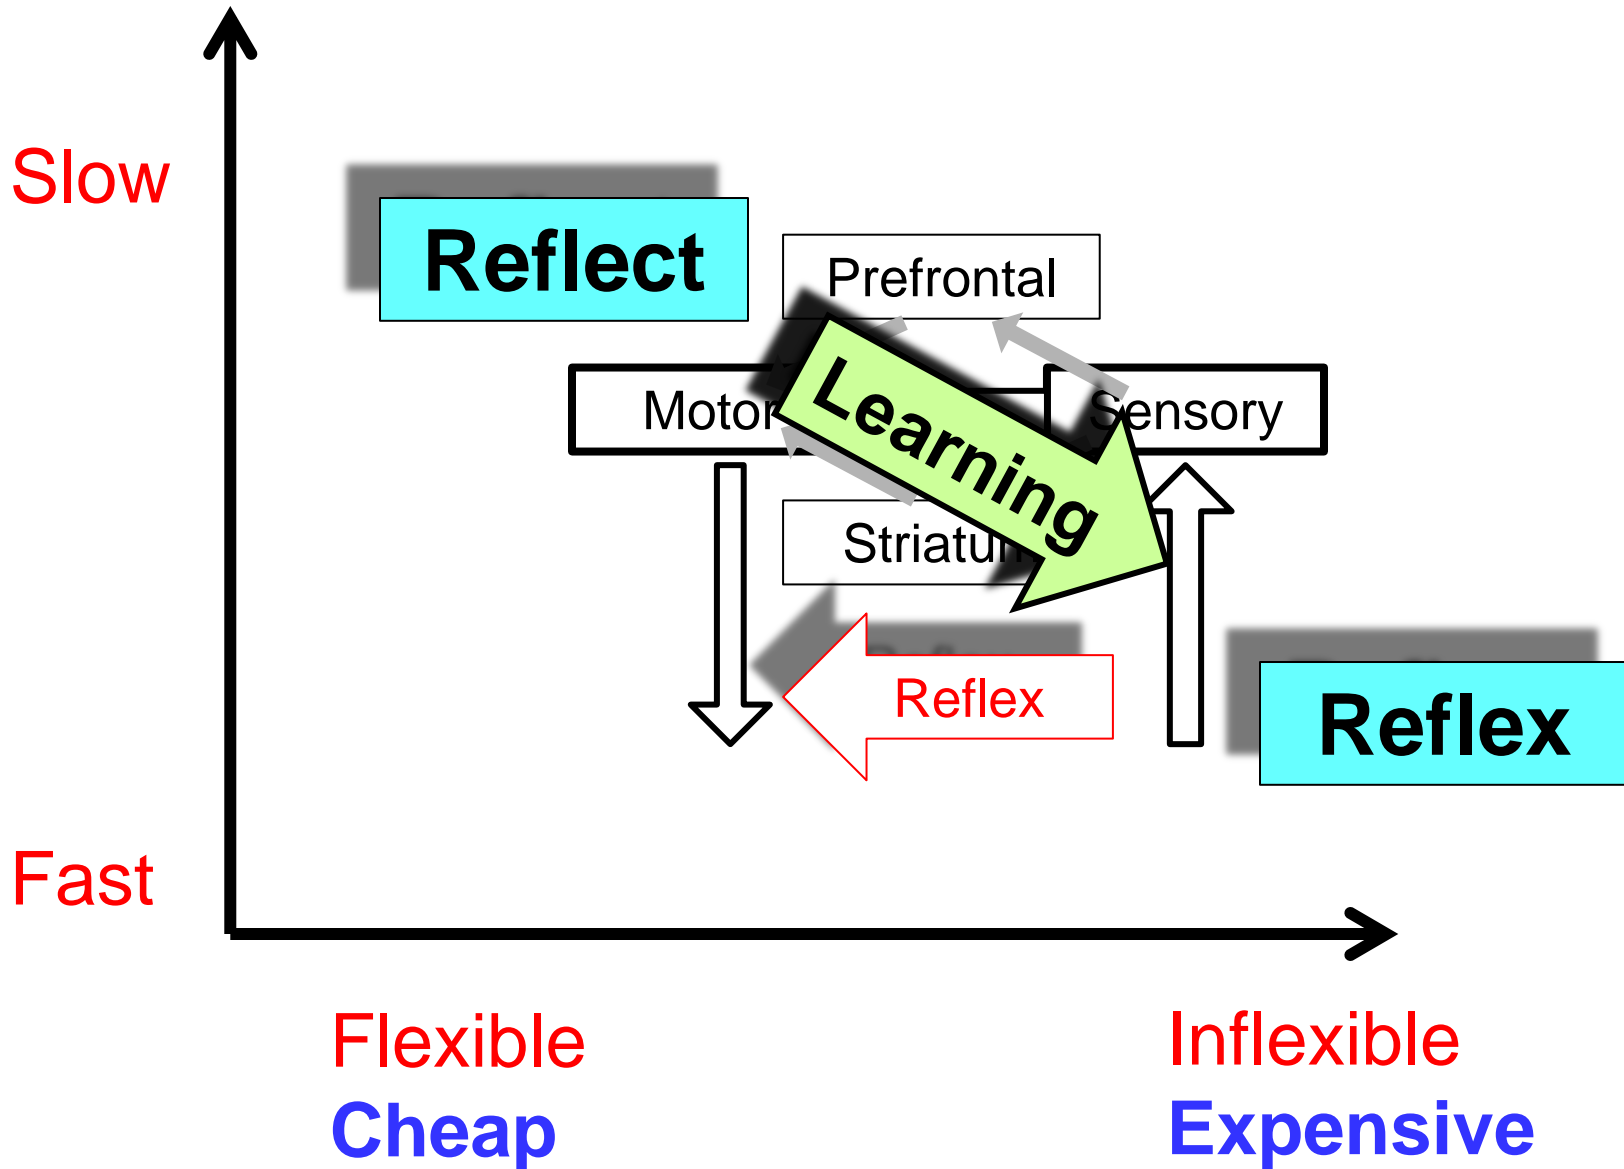 Slow
Reflect
Prefrontal
Motor
Learning
Sensory
Striatum
Reflex
Reflex
Fast
Flexible
Inflexible
Cheap
Expensive